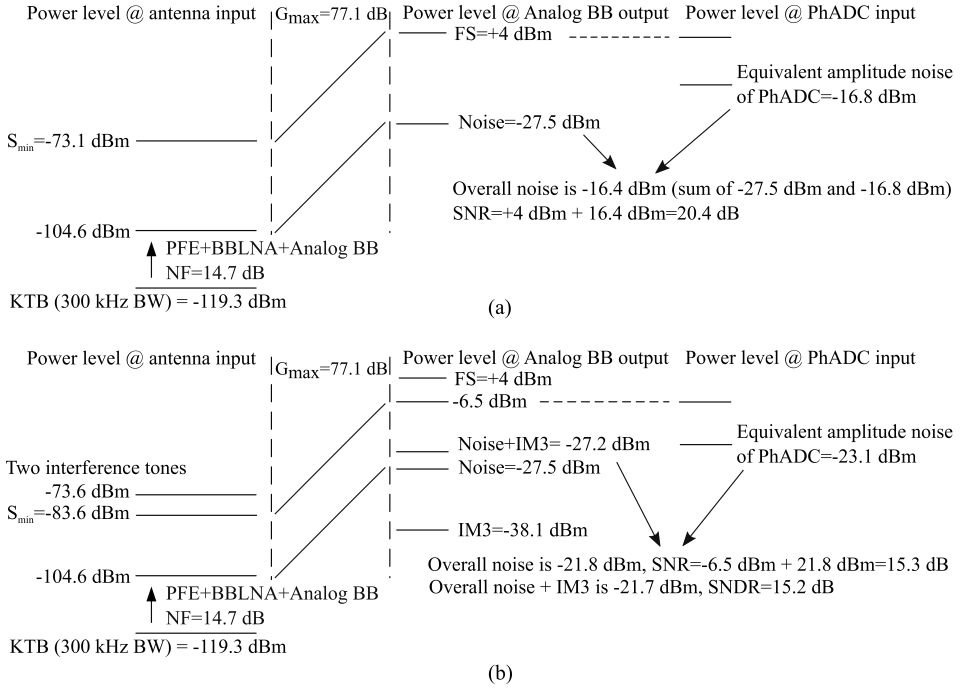 Power level @ antenna input
Gmax=77.1 dB
Power level @ Analog BB output
Power level @ PhADC input
FS=+4 dBm
Equivalent amplitude noise
of PhADC=-16.8 dBm
Noise=-27.5 dBm
Smin=-73.1 dBm
Overall noise is -16.4 dBm (sum of -27.5 dBm and -16.8 dBm)
SNR=+4 dBm + 16.4 dBm=20.4 dB
-104.6 dBm
PFE+BBLNA+Analog BB
NF=14.7 dB
KTB (300 kHz BW) = -119.3 dBm
(a)
Power level @ antenna input
Gmax=77.1 dB
Power level @ Analog BB output
Power level @ PhADC input
FS=+4 dBm
-6.5 dBm
Equivalent amplitude noise
of PhADC=-23.1 dBm
Noise+IM3= -27.2 dBm
Noise=-27.5 dBm
Two interference tones
-73.6 dBm
Smin=-83.6 dBm
IM3=-38.1 dBm
Overall noise is -21.8 dBm, SNR=-6.5 dBm + 21.8 dBm=15.3 dB
Overall noise + IM3 is -21.7 dBm, SNDR=15.2 dB
-104.6 dBm
PFE+BBLNA+Analog BB
NF=14.7 dB
KTB (300 kHz BW) = -119.3 dBm
(b)